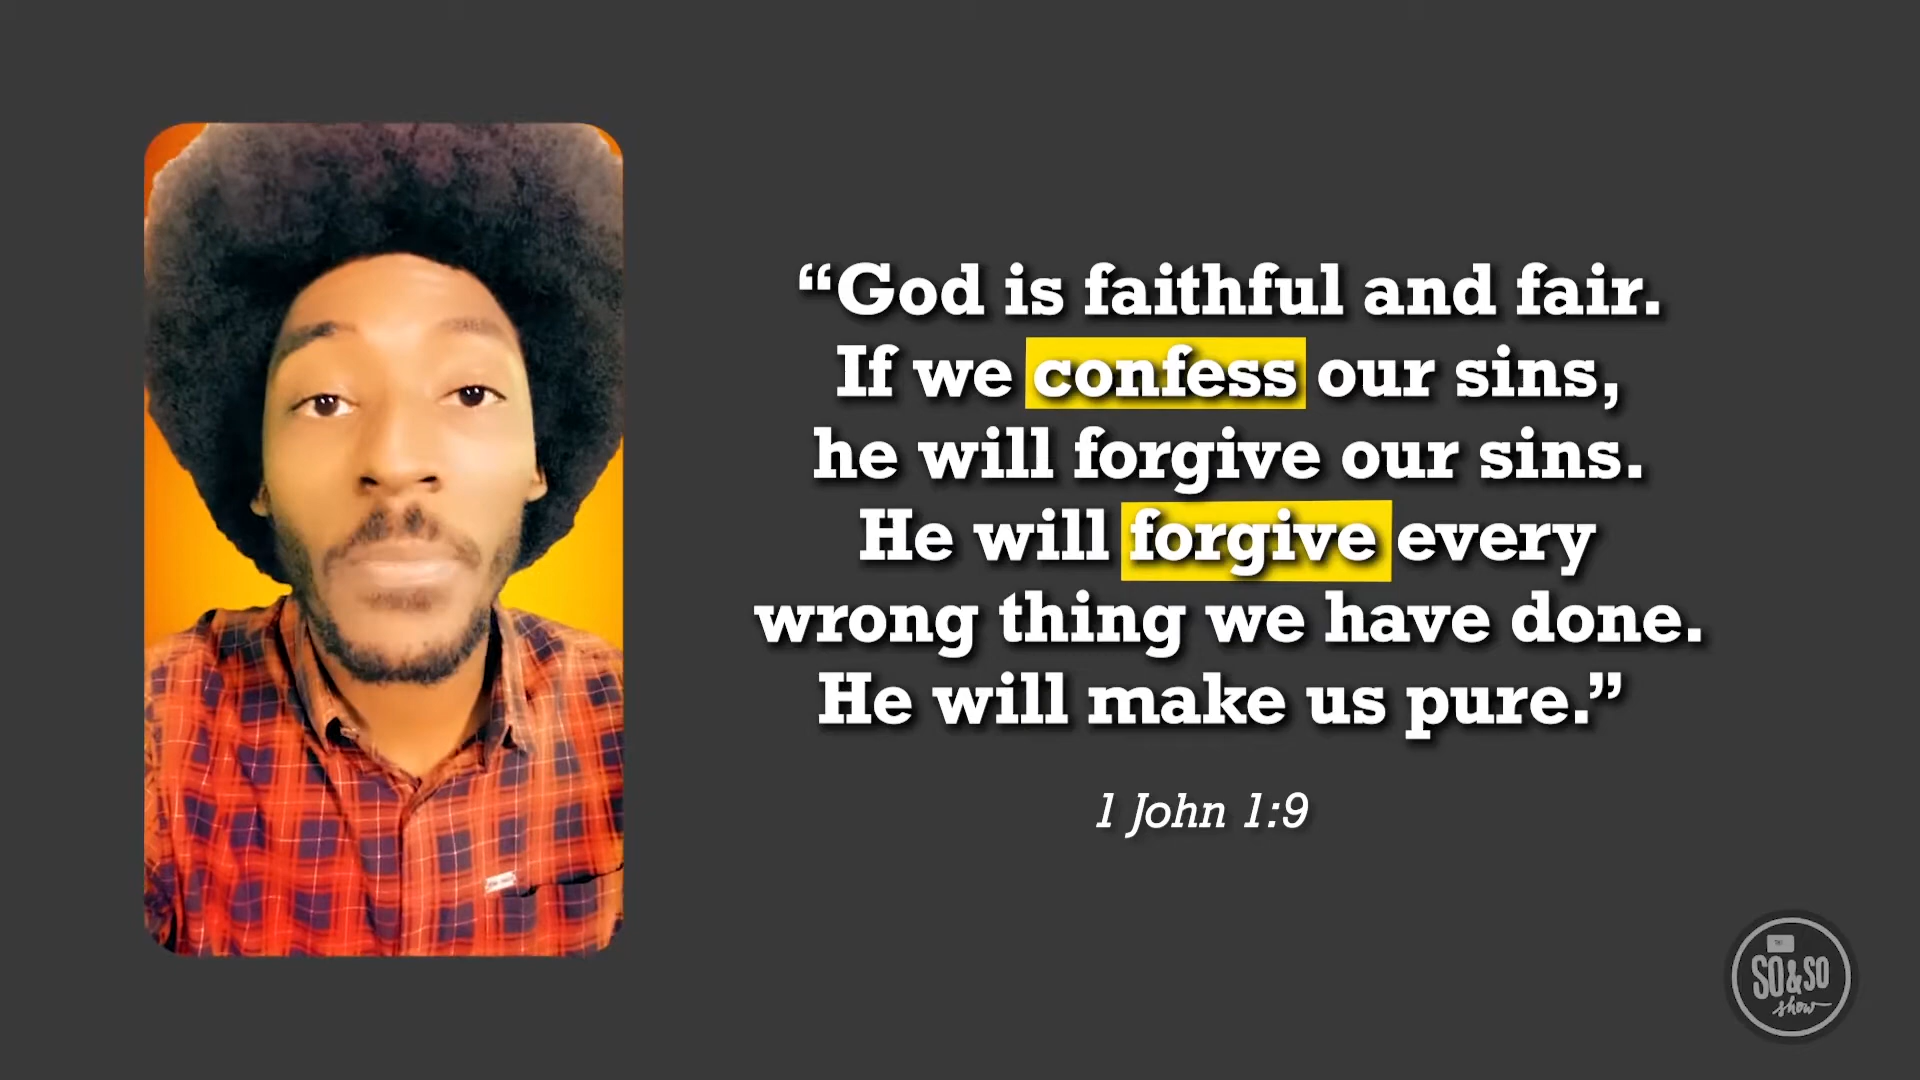 “God is faithful and fair.
If we confess our sins,
he will forgive our sins.
He will forgive every
wrong thing we have done.
He will make us pure.”
1 John 1:9
SO & SO
show